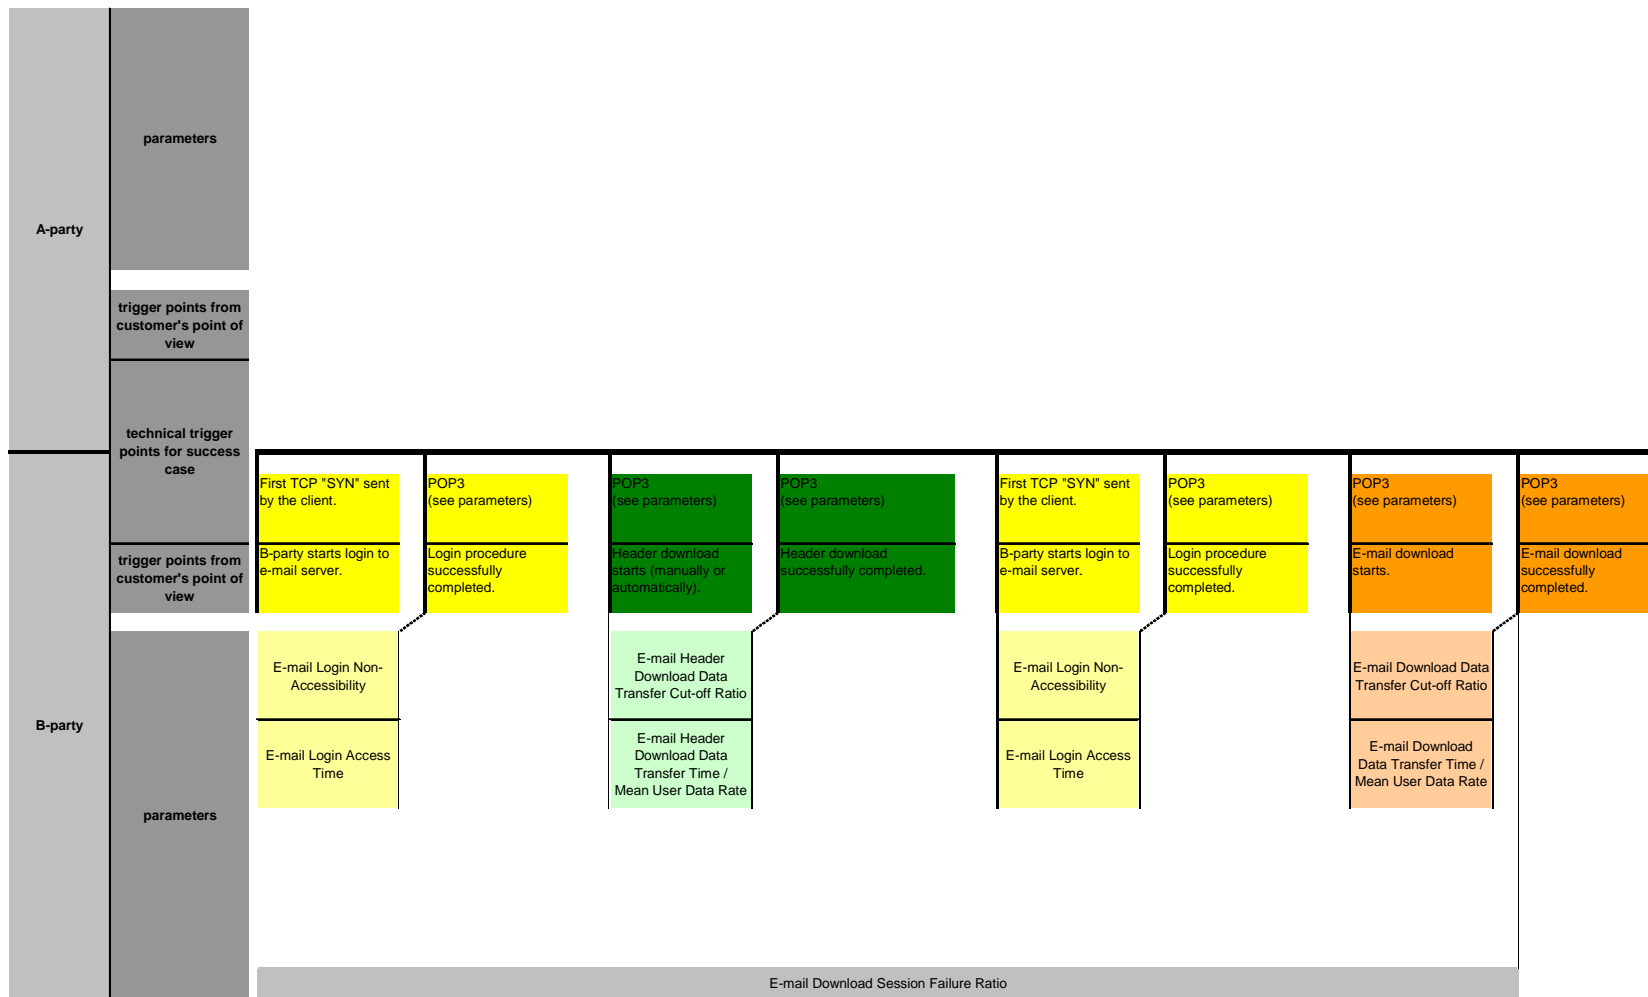 parameters
A-party
trigger points from
customer's point of
view
technical trigger
points for success
case
First TCP "SYN" sent
by the client.
POP3
(see parameters)
POP3
(see parameters)
POP3
(see parameters)
First TCP "SYN" sent
by the client.
POP3
(see parameters)
POP3
(see parameters)
POP3
(see parameters)
trigger points from
customer's point of
view
B-party starts login to
e-mail server.
Login procedure
successfully
completed.
Header download
starts (manually or
automatically).
Header download
successfully completed.
B-party starts login to
e-mail server.
Login procedure
successfully
completed.
E-mail download
starts.
E-mail download
successfully
completed.
B-party
parameters
E-mail Login Non-
Accessibility
E-mail Header
Download Data
Transfer Cut-off Ratio
E-mail Login Non-
Accessibility
E-mail Download Data
Transfer Cut-off Ratio
E-mail Login Access
Time
E-mail Header
Download Data
Transfer Time /
Mean User Data Rate
E-mail Login Access
Time
E-mail Download
Data Transfer Time /
Mean User Data Rate
E-mail Download Session Failure Ratio